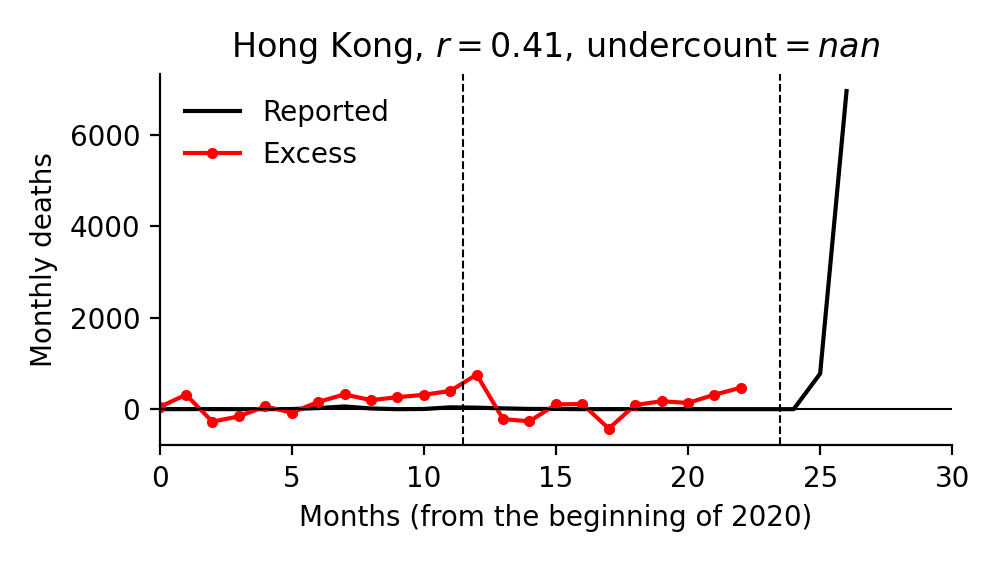 Hong Kong, r = 0.41, undercount = nan
Reported
Excess
Monthly deaths
6000
4000
2000
0
0 5 10 15 20 25 30
Months (from the beginning of 2020)